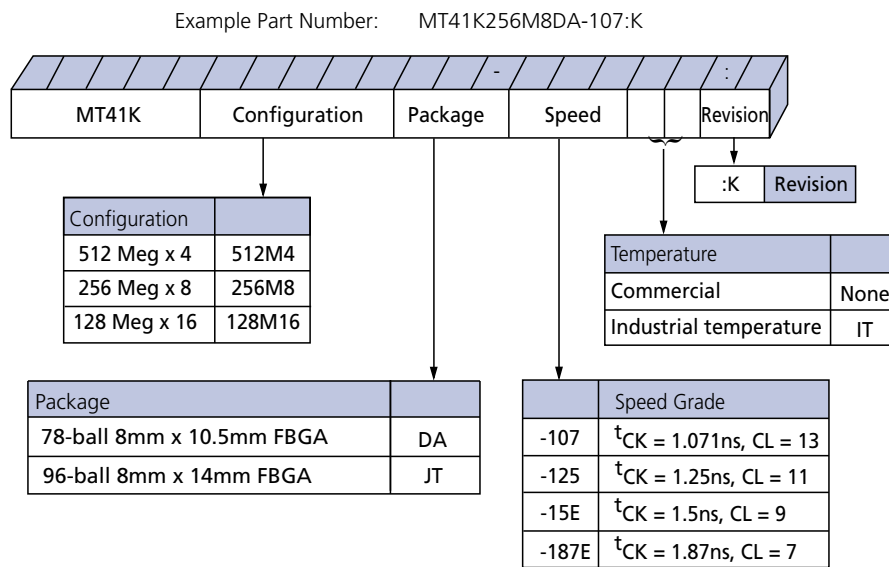 Example Part Number: MT41K256M8DA-107:K
- :
MT41K Configuration Package Speed Revision
:K Revision
Configuration
512 Meg x 4 512M4
256 Meg x 8 256M8
128 Meg x 16 128M16
Temperature
Commercial None
Industrial temperature IT
Package
78-ball 8mm x 10.5mm FBGA DA
96-ball 8mm x 14mm FBGA JT
Speed Grade
-107 tCK = 1.071ns, CL = 13
-125 tCK = 1.25ns, CL = 11
-15E tCK = 1.5ns, CL = 9
-187E tCK = 1.87ns, CL = 7